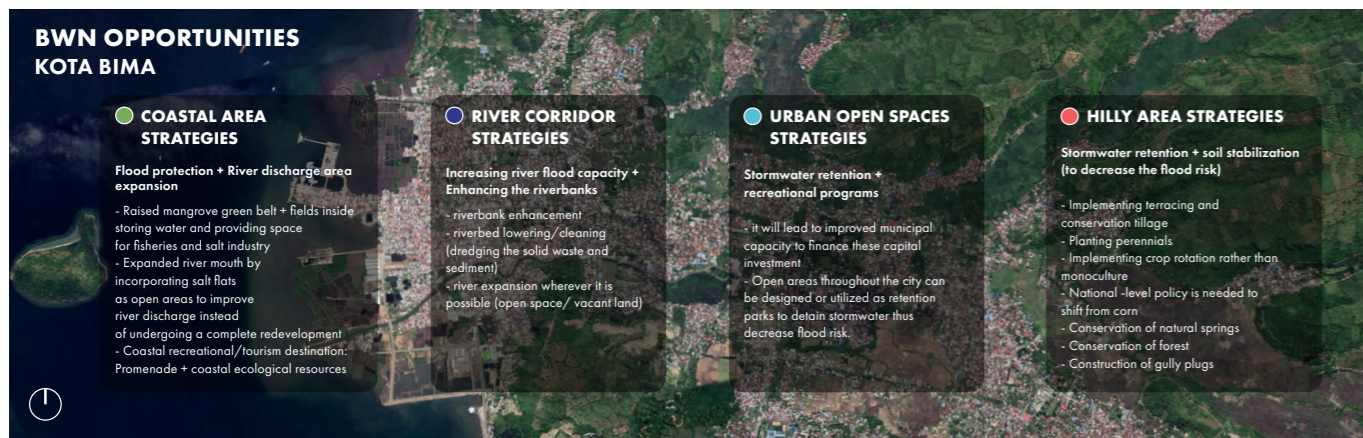 BWN OPPORTUNITIES
KOTA BIMA
COASTAL AREA
STRATEGIES
Flood protection + River discharge area
expansion
- Raised mangrove green belt + fields inside
storing water and providing space
for fisheries and salt industry
- Expanded river mouth by
incorporating salt flats
as open areas to improve
river discharge instead
of undergoing a complete redevelopment
- Coastal recreational/tourism destination:
Promenade + coastal ecological resources
RIVER CORRIDOR
STRATEGIES
Increasing river flood capacity +
Enhancing the riverbanks
- riverbank enhancement
- riverbed lowering/cleaning
(dredging the solid waste and
sediment)
- river expansion wherever it is
possible (open space/ vacant land)
URBAN OPEN SPACES
STRATEGIES
Stormwater retention +
recreational programs
- it will lead to improved municipal
capacity to finance these capital
investment
- Open areas throughout the city can
be designed or utilized as retention
parks to detain stormwater thus
decrease flood risk.
HILLY AREA STRATEGIES
Stormwater retention + soil stabilization
(to decrease the flood risk)
- Implementing terracing and
conservation tillage
- Planting perennials
- Implementing crop rotation rather than
monoculture
- National -level policy is needed to
shift from corn
- Conservation of natural springs
- Conservation of forest
- Construction of gully plugs